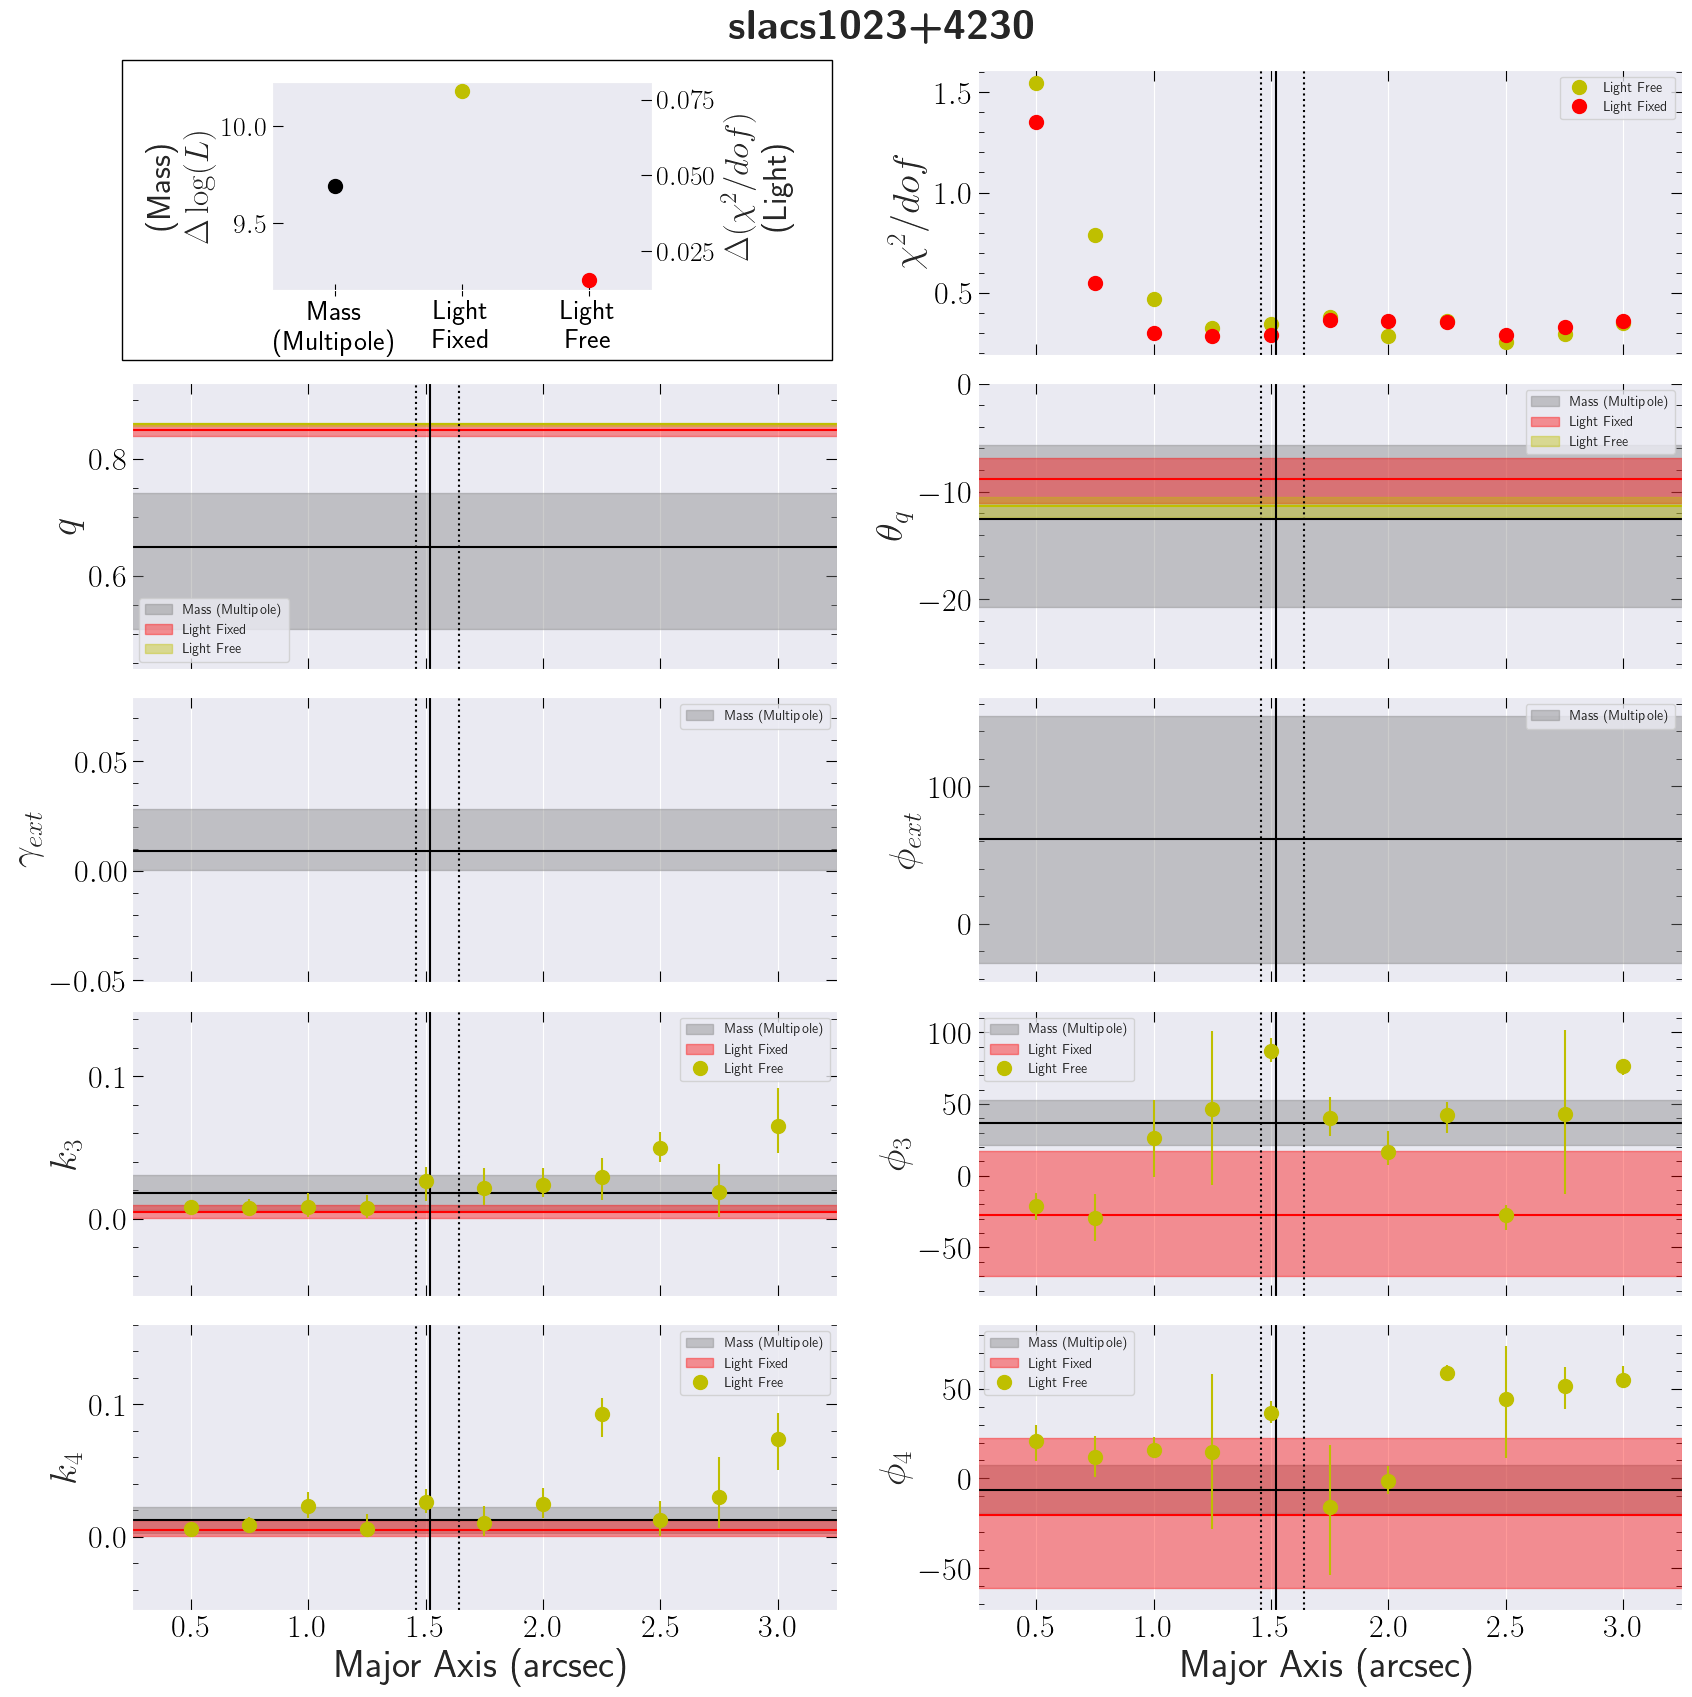 slacs1023+4230
(Mass)
Δ log(L)
10.0
9.5
0.075
0.050
0.025
Δ(χ²/dof)
(Light)
Mass
(Multipole)
Light
Fixed
Light
Free
χ²/dof
1.5
1.0
0.5
Light Free
Light Fixed
q
0.8
0.6
Mass (Multipole)
Light Fixed
Light Free
θq
0
−10
−20
Mass (Multipole)
Light Fixed
Light Free
γext
0.05
0.00
−0.05
Mass (Multipole)
ϕext
100
0
Mass (Multipole)
k3
0.1
0.0
Mass (Multipole)
Light Fixed
Light Free
ϕ3
100
50
0
−50
Mass (Multipole)
Light Fixed
Light Free
k4
0.1
0.0
Mass (Multipole)
Light Fixed
Light Free
0.5 1.0 1.5 2.0 2.5 3.0
Major Axis (arcsec)
ϕ4
50
0
−50
Mass (Multipole)
Light Fixed
Light Free
0.5 1.0 1.5 2.0 2.5 3.0
Major Axis (arcsec)